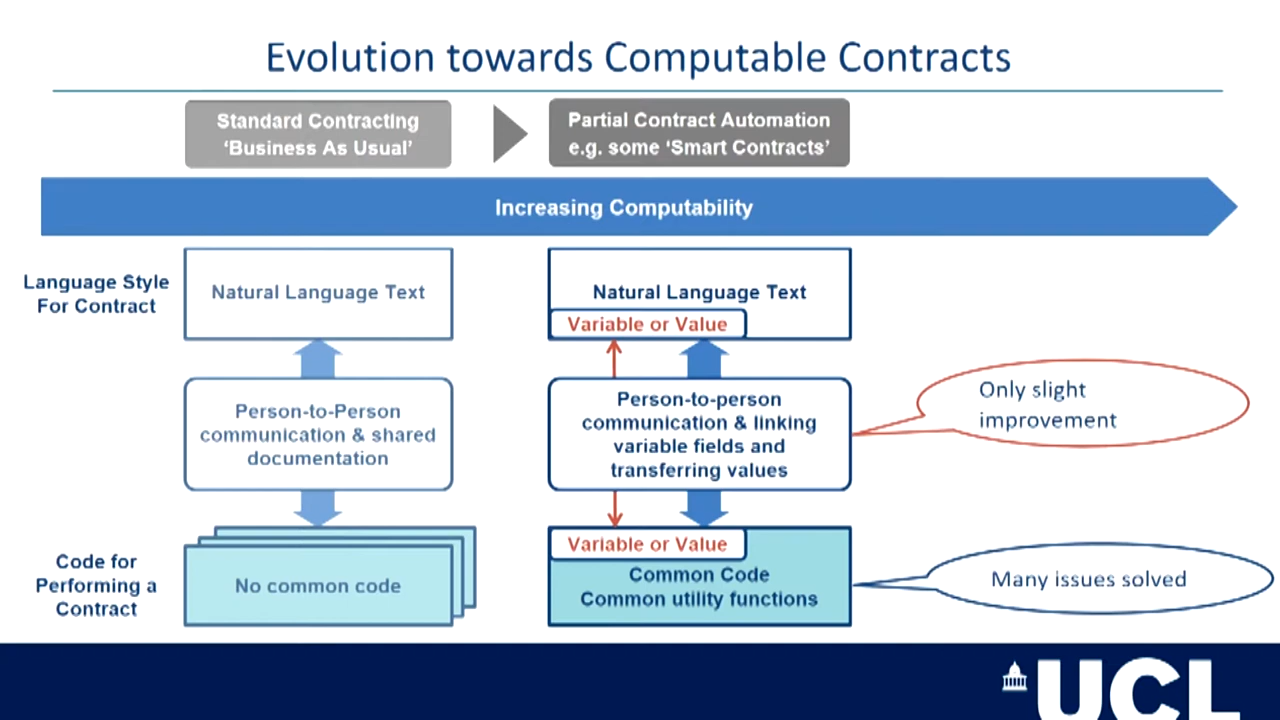 Evolution towards Computable Contracts
Standard Contracting
'Business As Usual'
Partial Contract Automation
e.g. some 'Smart Contracts'
Increasing Computability
Language Style
For Contract
Natural Language Text
Natural Language Text
Variable or Value
Person-to-Person
communication & shared
documentation
Person-to-person
communication & linking
variable fields and
transferring values
Only slight
improvement
Code for
Performing a
Contract
No common code
Variable or Value
Common Code
Common utility functions
Many issues solved
UCL